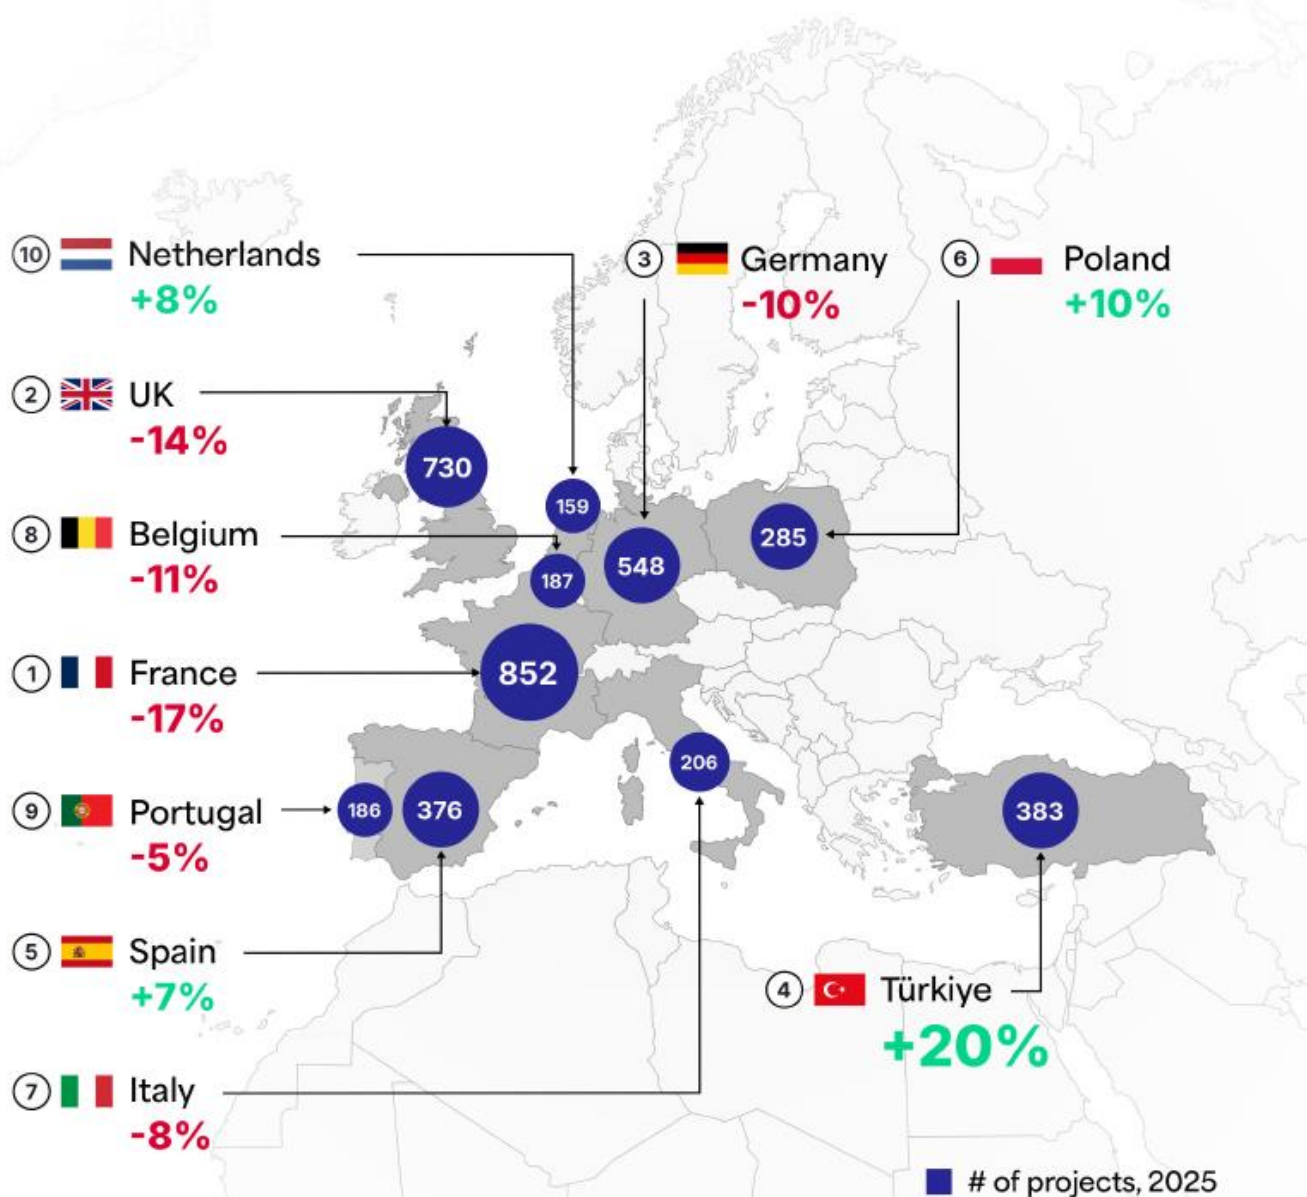 10 Netherlands
+8%
3 Germany
-10%
6 Poland
+10%
2 UK
-14%
730
159
8 Belgium
-11%
285
548
187
1 France
-17%
852
206
9 Portugal
-5%
186
376
383
5 Spain
+7%
4 Türkiye
+20%
7 Italy
-8%
# of projects, 2025